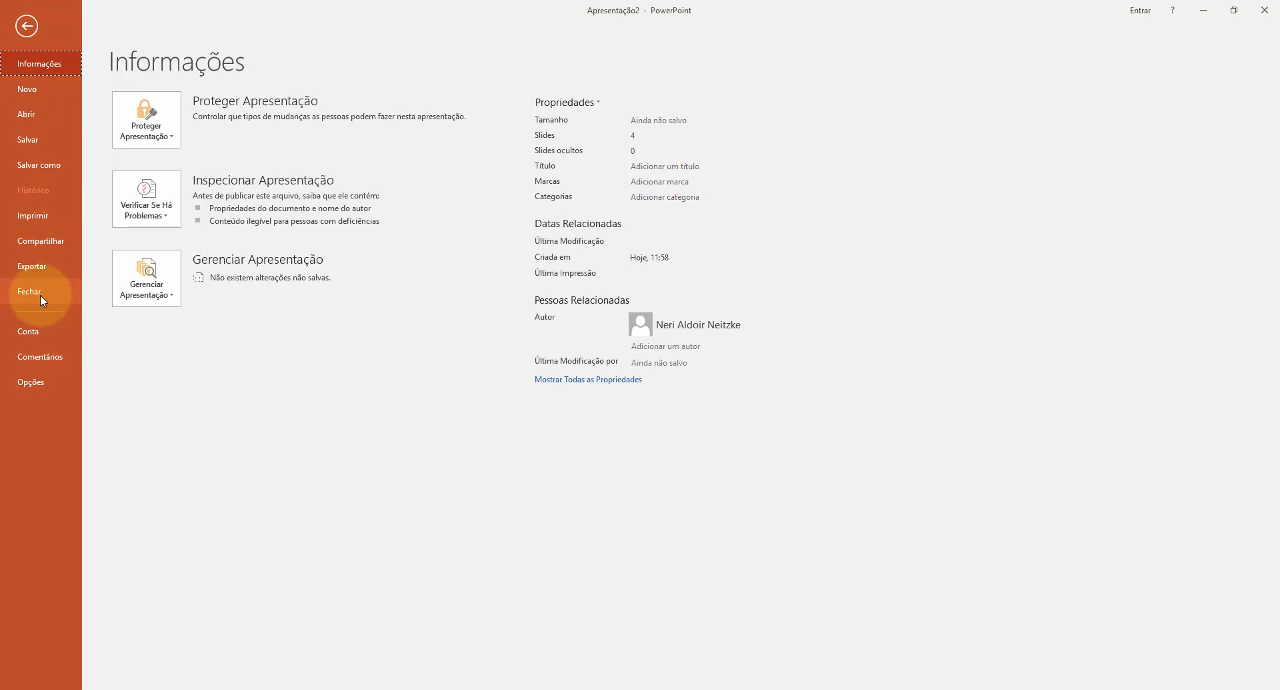 Apresentação2 - PowerPoint
Entrar
?
Informações
Novo
Abrir
Salvar
Salvar como
Histórico
Imprimir
Compartilhar
Exportar
Fechar
Conta
Comentários
Opções
Informações
Proteger
Apresentação
Proteger Apresentação
Controlar que tipos de mudanças as pessoas podem fazer nesta apresentação.
Verificar Se Há
Problemas
Inspecionar Apresentação
Antes de publicar este arquivo, saiba que ele contém:
Propriedades do documento e nome do autor
Conteúdo ilegível para pessoas com deficiências
Gerenciar
Apresentação
Gerenciar Apresentação
Não existem alterações não salvas.
Propriedades
Tamanho Ainda não salvo
Slides 4
Slides ocultos 0
Título Adicionar um título
Marcas Adicionar marca
Categorias Adicionar categoria
Datas Relacionadas
Última Modificação
Criada em Hoje, 11:58
Última Impressão
Pessoas Relacionadas
Autor
Neri Aldoir Neitzke
Adicionar um autor
Última Modificação por Ainda não salvo
Mostrar Todas as Propriedades